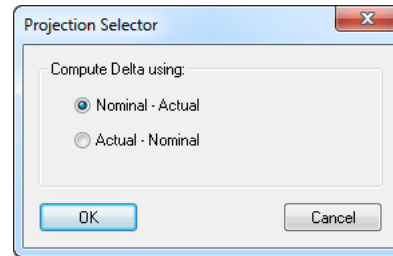 Projection Selector
Compute Delta using:
Nominal - Actual
Actual - Nominal
OK Cancel